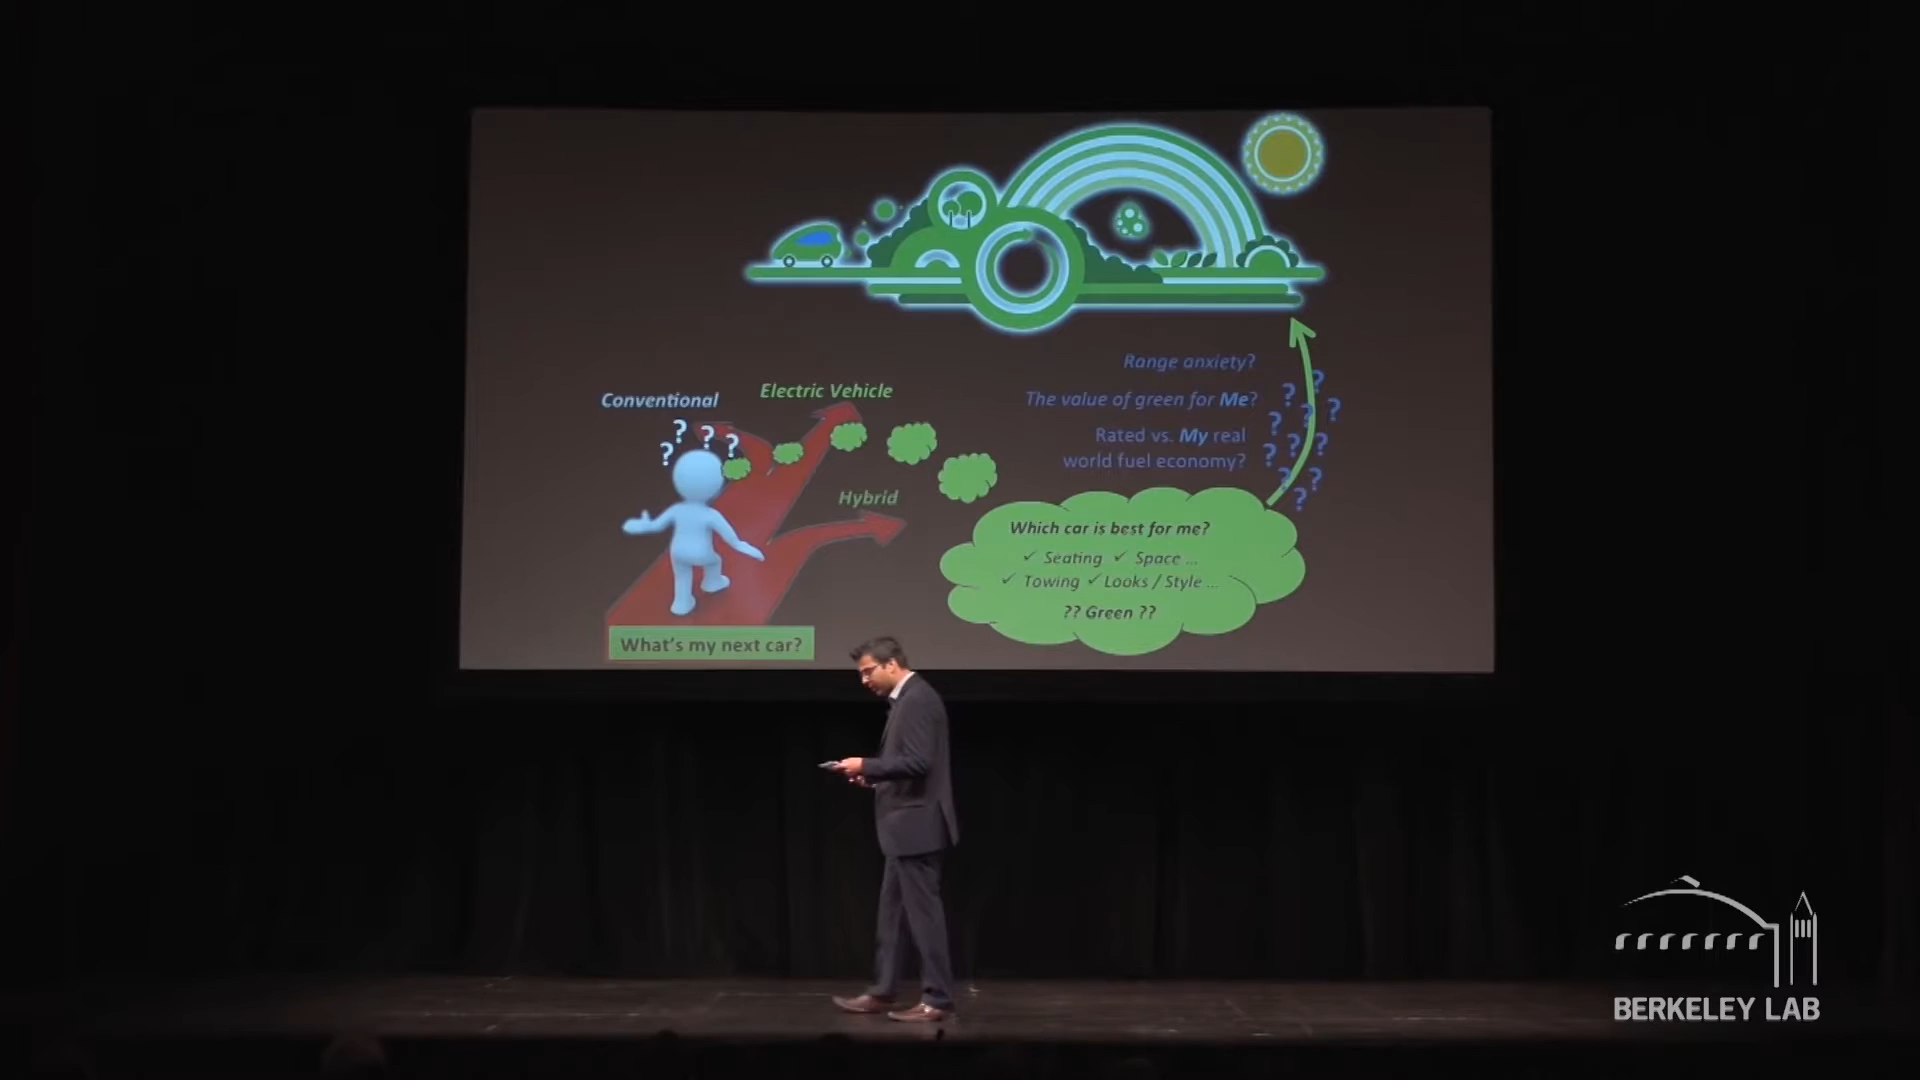 Range anxiety?
Conventional
Electric Vehicle
The value of green for Me?
? ? ? ?
Rated vs. My real
world fuel economy?
Hybrid
Which car is best for me?
✓ Seating ✓ Space ...
✓ Towing ✓ Looks / Style ...
?? Green ??
What's my next car?
BERKELEY LAB